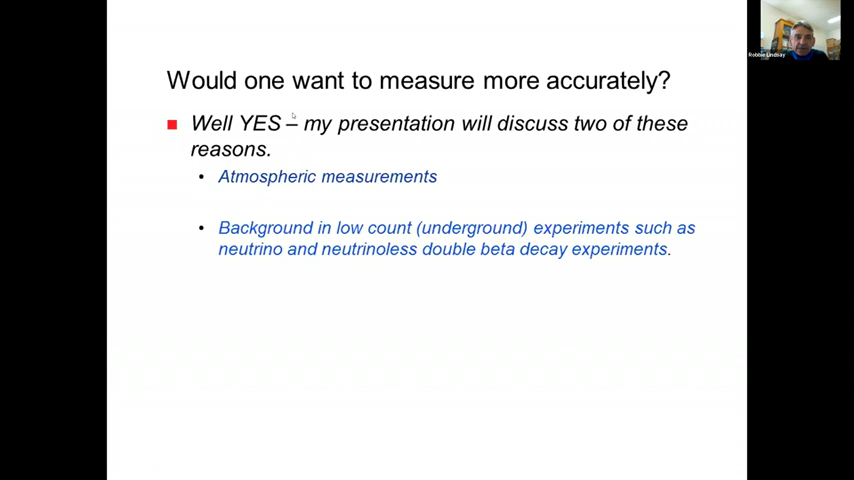 Would one want to measure more accurately?
Well YES – my presentation will discuss two of these
reasons.
• Atmospheric measurements
• Background in low count (underground) experiments such as
neutrino and neutrinoless double beta decay experiments.
Robbie Lindsay